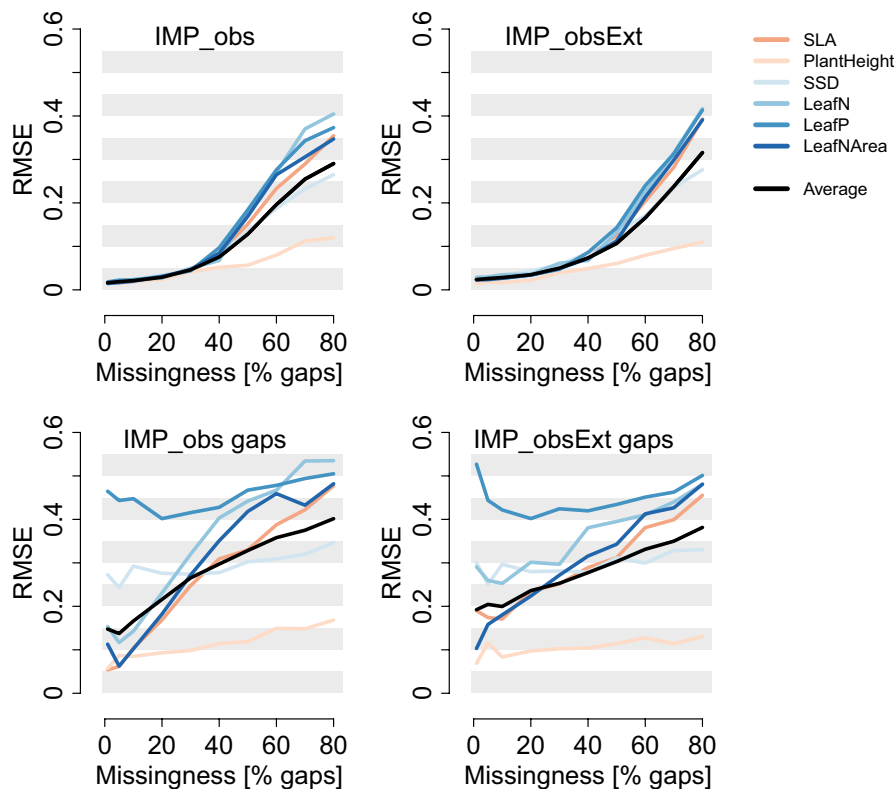 IMP_obs
RMSE
0 0.2 0.4 0.6
0 20 40 60 80
Missingness [% gaps]
IMP_obsExt
RMSE
0 0.2 0.4 0.6
0 20 40 60 80
Missingness [% gaps]
SLA
PlantHeight
SSD
LeafN
LeafP
LeafNArea
Average
IMP_obs gaps
RMSE
0 0.2 0.4 0.6
0 20 40 60 80
Missingness [% gaps]
IMP_obsExt gaps
RMSE
0 0.2 0.4 0.6
0 20 40 60 80
Missingness [% gaps]